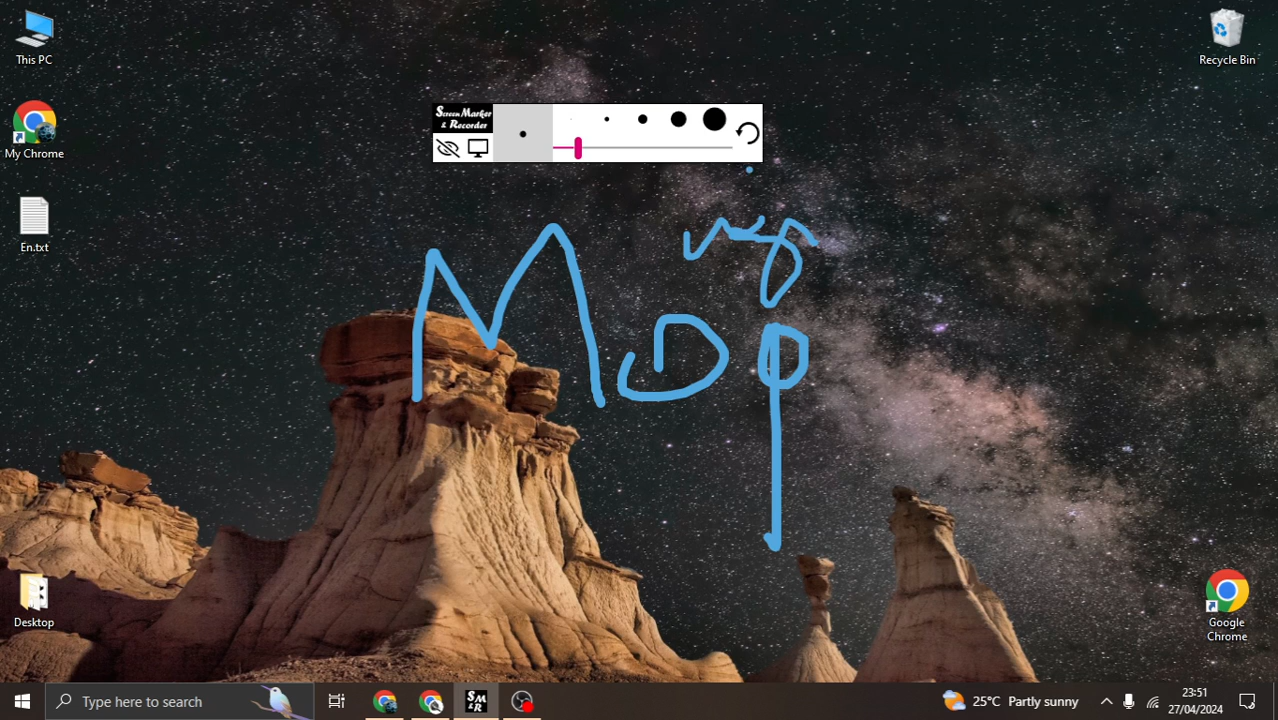 This PC
Recycle Bin
Screen Marker
& Recorder
My Chrome
En.txt
Desktop
Google
Chrome
Type here to search
S M
& R
25°C Partly sunny
23:51
27/04/2024